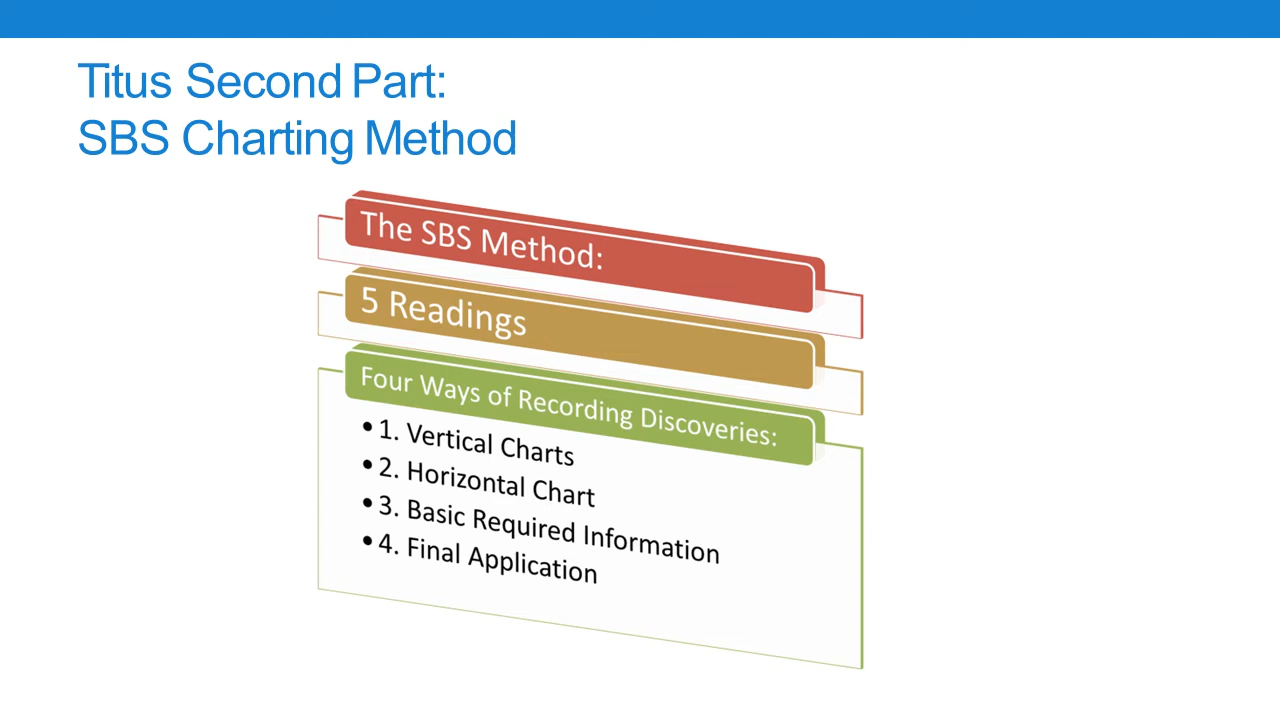 Titus Second Part:
SBS Charting Method
The SBS Method:
5 Readings
Four Ways of Recording Discoveries:
• 1. Vertical Charts
• 2. Horizontal Chart
• 3. Basic Required Information
• 4. Final Application